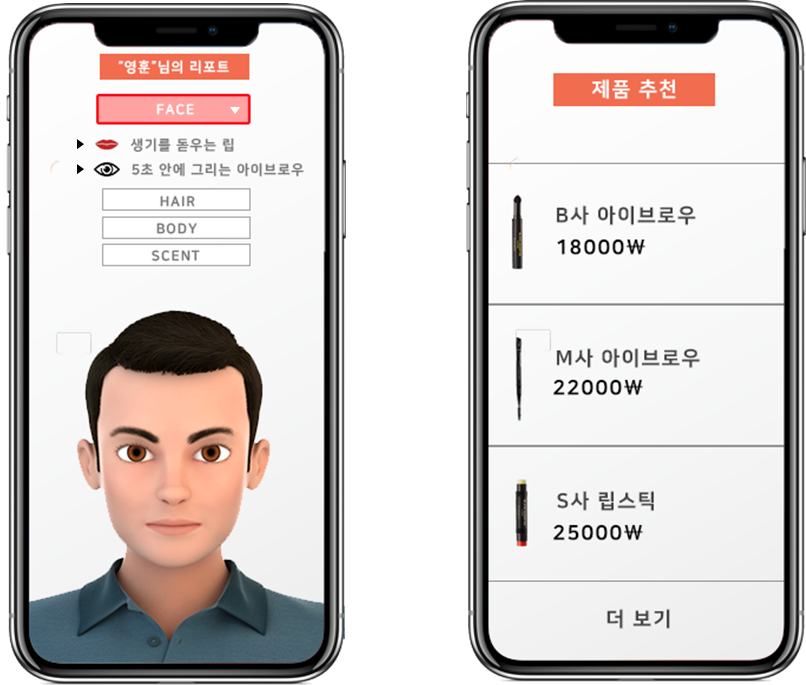 "영훈"님의 리포트
FACE
생기를 돋우는 립
5초 안에 그리는 아이브로우
HAIR
BODY
SCENT
제품 추천
B사 아이브로우
18000₩
M사 아이브로우
22000₩
S사 립스틱
25000₩
더 보기